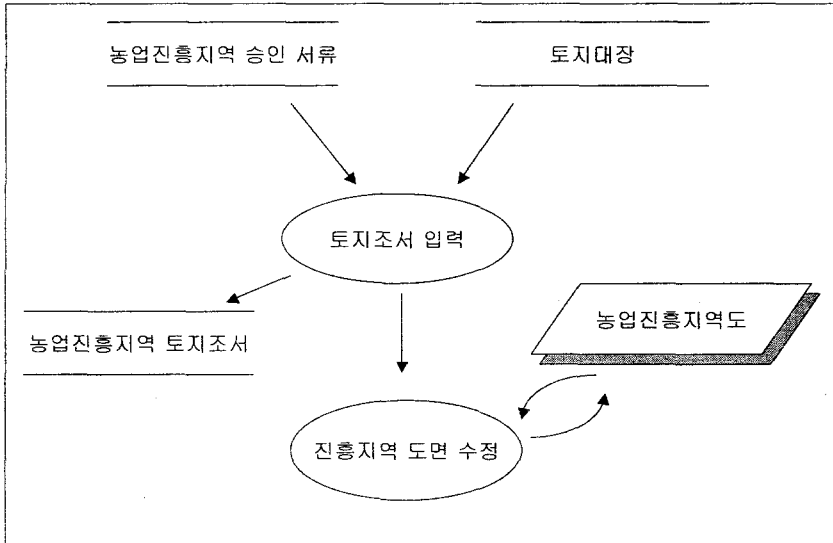 농업진흥지역 승인 서류
토지대장
토지조서 입력
농업진흥지역도
농업진흥지역 토지조서
진흥지역 도면 수정